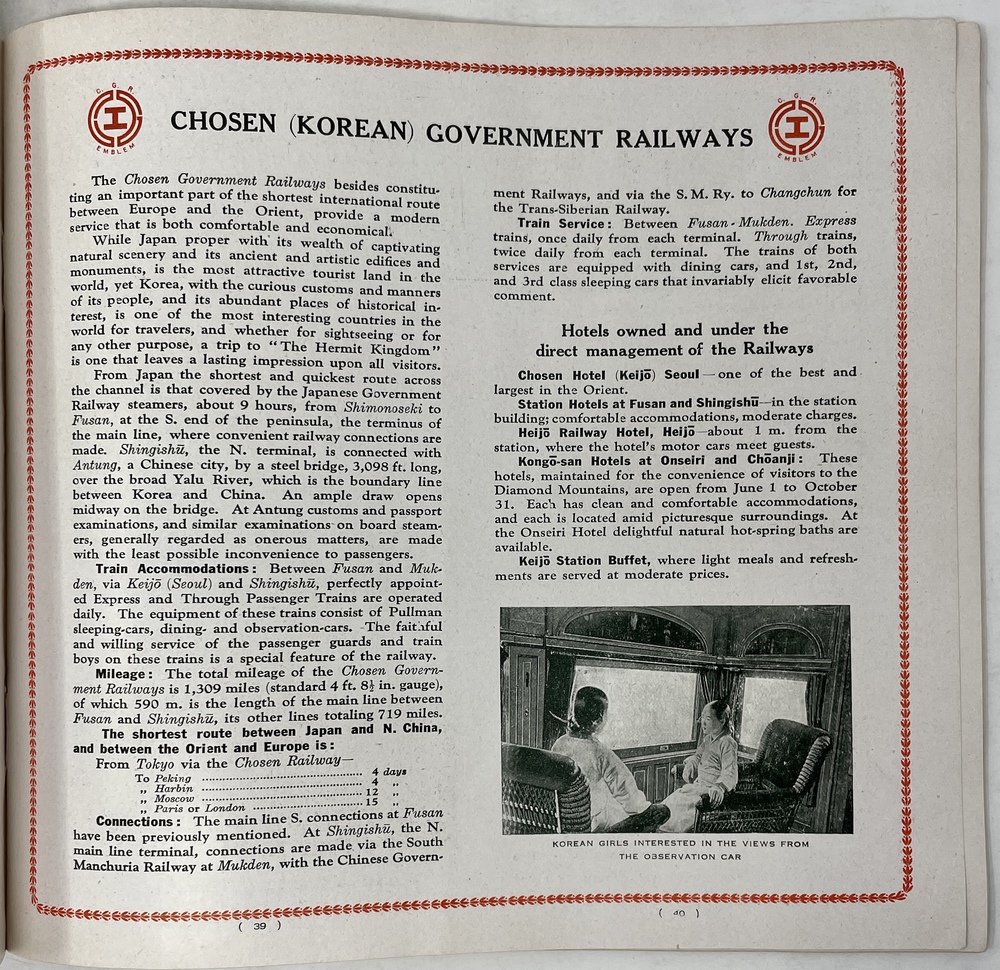 C. G. R.
EMBLEM
CHOSEN (KOREAN) GOVERNMENT RAILWAYS
C. G. R.
EMBLEM
The Chosen Government Railways besides constitu-
ting an important part of the shortest international route
between Europe and the Orient, provide a modern
service that is both comfortable and economical.
While Japan proper with its wealth of captivating
natural scenery and its ancient and artistic edifices and
monuments, is the most attractive tourist land in the
world, yet Korea, with the curious customs and manners
of its people, and its abundant places of historical in-
terest, is one of the most interesting countries in the
world for travelers, and whether for sightseeing or for
any other purpose, a trip to "The Hermit Kingdom"
is one that leaves a lasting impression upon all visitors.
From Japan the shortest and quickest route across
the channel is that covered by the Japanese Government
Railway steamers, about 9 hours, from Shimonoseki to
Fusan, at the S. end of the peninsula, the terminus of
the main line, where convenient railway connections are
made. Shingishū, the N. terminal, is connected with
Antung, a Chinese city, by a steel bridge, 3,098 ft. long,
over the broad Yalu River, which is the boundary line
between Korea and China. An ample draw opens
midway on the bridge. At Antung customs and passport
examinations, and similar examinations on board steam-
ers, generally regarded as onerous matters, are made
with the least possible inconvenience to passengers.
Train Accommodations: Between Fusan and Muk-
den, via Keijō (Seoul) and Shingishū, perfectly appoint-
ed Express and Through Passenger Trains are operated
daily. The equipment of these trains consist of Pullman
sleeping-cars, dining- and observation-cars. The faithful
and willing service of the passenger guards and train
boys on these trains is a special feature of the railway.
Mileage: The total mileage of the Chosen Govern-
ment Railways is 1,309 miles (standard 4 ft. 8½ in. gauge),
of which 590 m. is the length of the main line between
Fusan and Shingishū, its other lines totaling 719 miles.
The shortest route between Japan and N. China,
and between the Orient and Europe is:
From Tokyo via the Chosen Railway—
To Peking ........ 4 days
„ Harbin ........ 4 „
„ Moscow ........ 12 „
„ Paris or London ........ 15 „
Connections: The main line S. connections at Fusan
have been previously mentioned. At Shingishū, the N.
main line terminal, connections are made via the South
Manchuria Railway at Mukden, with the Chinese Govern-
( 39 )
ment Railways, and via the S. M. Ry. to Changchun for
the Trans-Siberian Railway.
Train Service: Between Fusan-Mukden. Express
trains, once daily from each terminal. Through trains,
twice daily from each terminal. The trains of both
services are equipped with dining cars, and 1st, 2nd,
and 3rd class sleeping cars that invariably elicit favorable
comment.
Hotels owned and under the
direct management of the Railways
Chosen Hotel (Keijō) Seoul—one of the best and
largest in the Orient.
Station Hotels at Fusan and Shingishū—in the station
building; comfortable accommodations, moderate charges.
Heijō Railway Hotel, Heijō—about 1 m. from the
station, where the hotel's motor cars meet guests.
Kongō-san Hotels at Onseiri and Chōanji: These
hotels, maintained for the convenience of visitors to the
Diamond Mountains, are open from June 1 to October
31. Each has clean and comfortable accommodations,
and each is located amid picturesque surroundings. At
the Onseiri Hotel delightful natural hot-spring baths are
available.
Keijō Station Buffet, where light meals and refresh-
ments are served at moderate prices.
KOREAN GIRLS INTERESTED IN THE VIEWS FROM
THE OBSERVATION CAR
( 40 )